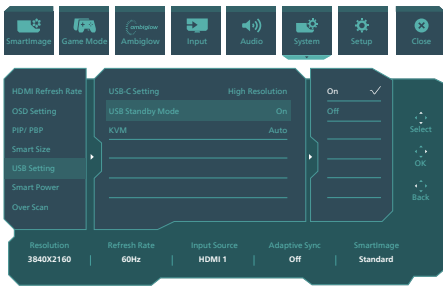 SmartImage Game Mode Ambiglow Input Audio System Setup Close
ambiglow
HDMI Refresh Rate USB-C Setting High Resolution On
OSD Setting USB Standby Mode On Off
PIP/ PBP KVM Auto
Select
Smart Size
OK
USB Setting
Smart Power
Back
Over Scan
Resolution Refresh Rate Input Source Adaptive Sync SmartImage
3840X2160 60Hz HDMI 1 Off Standard